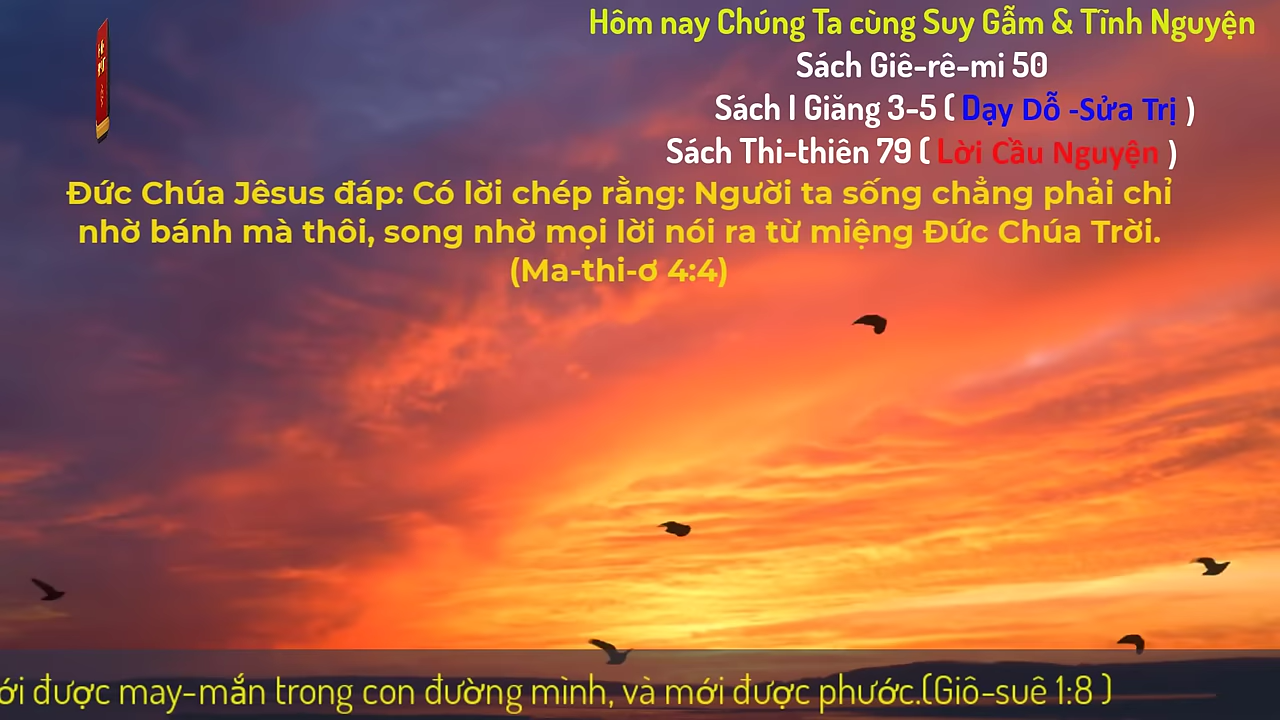 Hôm nay Chúng Ta cùng Suy Gẫm & Tĩnh Nguyện
Sách Giê-rê-mi 50
Sách I Giăng 3-5 ( Dạy Dỗ -Sửa Trị )
Sách Thi-thiên 79 ( Lời Cầu Nguyện )
Đức Chúa Jêsus đáp: Có lời chép rằng: Người ta sống chẳng phải chỉ
nhờ bánh mà thôi, song nhờ mọi lời nói ra từ miệng Đức Chúa Trời.
(Ma-thi-ơ 4:4)
ới được may-mắn trong con đường mình, và mới được phước.(Giô-suê 1:8 )